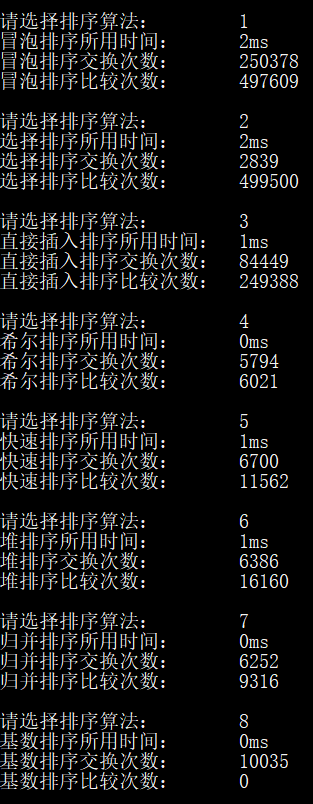 请选择排序算法： 1
冒泡排序所用时间： 2ms
冒泡排序交换次数： 250378
冒泡排序比较次数： 497609
请选择排序算法： 2
选择排序所用时间： 2ms
选择排序交换次数： 2839
选择排序比较次数： 499500
请选择排序算法： 3
直接插入排序所用时间： 1ms
直接插入排序交换次数： 84449
直接插入排序比较次数： 249388
请选择排序算法： 4
希尔排序所用时间： 0ms
希尔排序交换次数： 5794
希尔排序比较次数： 6021
请选择排序算法： 5
快速排序所用时间： 1ms
快速排序交换次数： 6700
快速排序比较次数： 11562
请选择排序算法： 6
堆排序所用时间： 1ms
堆排序交换次数： 6386
堆排序比较次数： 16160
请选择排序算法： 7
归并排序所用时间： 0ms
归并排序交换次数： 6252
归并排序比较次数： 9316
请选择排序算法： 8
基数排序所用时间： 0ms
基数排序交换次数： 10035
基数排序比较次数： 0